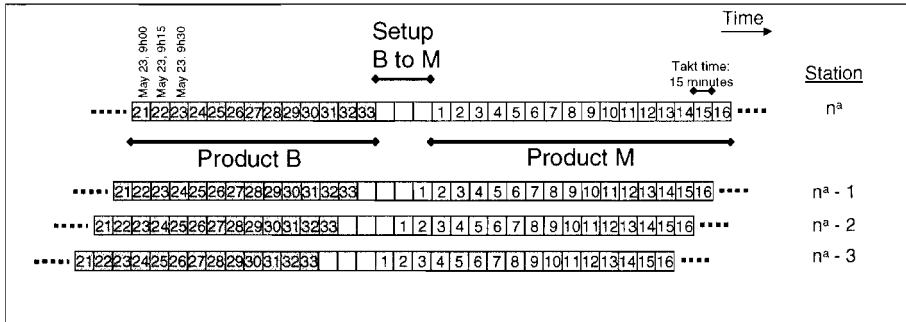 Time
Setup
B to M
May 23, 9h00
May 23, 9h15
May 23, 9h30
Takt time:
15 minutes
Station
21 22 23 24 25 26 27 28 29 30 31 32 33 1 2 3 4 5 6 7 8 9 10 11 12 13 14 15 16
nª
Product B
Product M
21 22 23 24 25 26 27 28 29 30 31 32 33 1 2 3 4 5 6 7 8 9 10 11 12 13 14 15 16
nª - 1
21 22 23 24 25 26 27 28 29 30 31 32 33 1 2 3 4 5 6 7 8 9 10 11 12 13 14 15 16
nª - 2
21 22 23 24 25 26 27 28 29 30 31 32 33 1 2 3 4 5 6 7 8 9 10 11 12 13 14 15 16
nª - 3